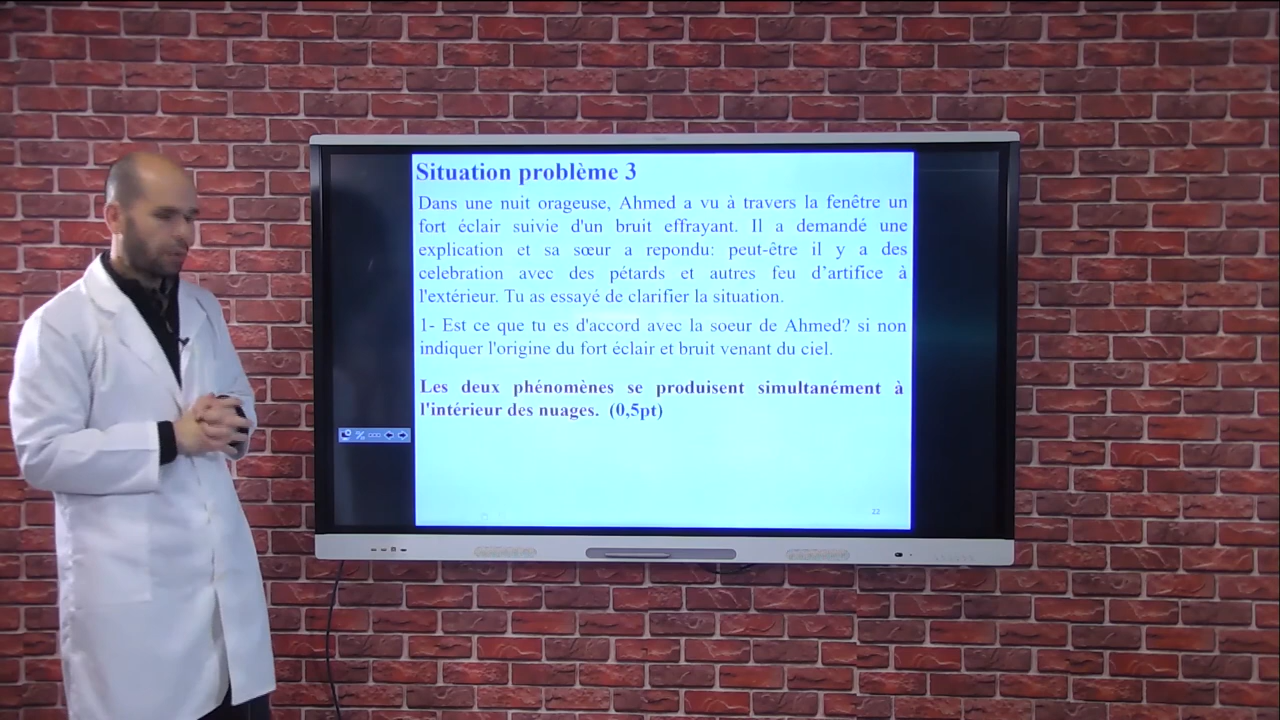 Situation problème 3
Dans une nuit orageuse, Ahmed a vu à travers la fenêtre un
fort éclair suivie d'un bruit effrayant. Il a demandé une
explication et sa sœur a repondu: peut-être il y a des
celebration avec des pétards et autres feu d'artifice à
l'extérieur. Tu as essayé de clarifier la situation.
1- Est ce que tu es d'accord avec la soeur de Ahmed? si non
indiquer l'origine du fort éclair et bruit venant du ciel.
Les deux phénomènes se produisent simultanément à
l'intérieur des nuages. (0,5pt)
22